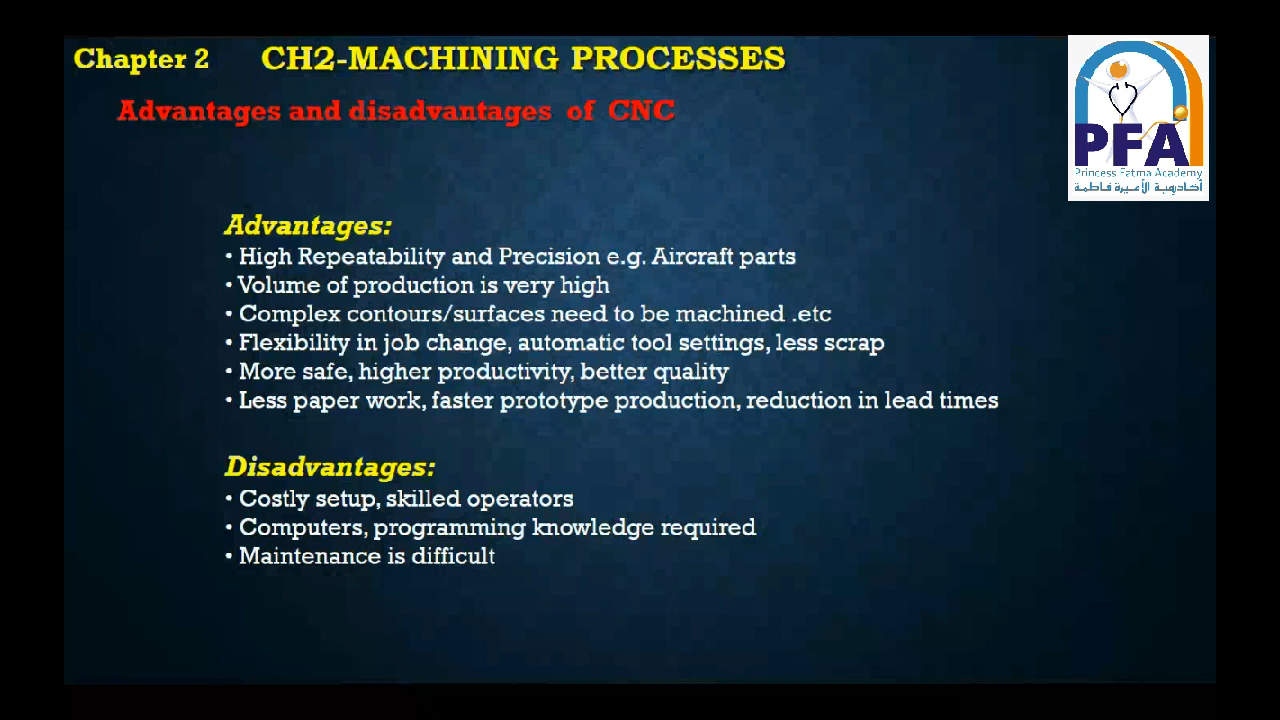 Chapter 2 CH2-MACHINING PROCESSES
Advantages and disadvantages of CNC
PFA
Princess Fatma Academy
أكاديمية الأميرة فاطمة
Advantages:
• High Repeatability and Precision e.g. Aircraft parts
• Volume of production is very high
• Complex contours/surfaces need to be machined .etc
• Flexibility in job change, automatic tool settings, less scrap
• More safe, higher productivity, better quality
• Less paper work, faster prototype production, reduction in lead times
Disadvantages:
• Costly setup, skilled operators
• Computers, programming knowledge required
• Maintenance is difficult